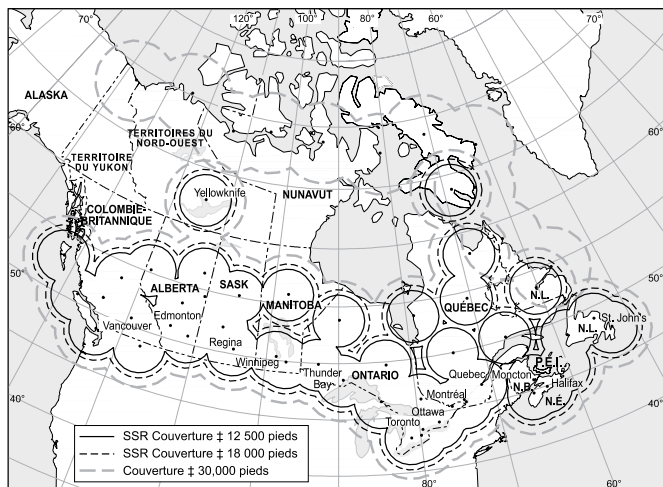 120°
100°
80°
60°
70°
70°
ALASKA
60°
TERRITOIRES DU
NORD-OUEST
TERRITOIRE
DU YUKON
60°
Yellowknife
NUNAVUT
COLOMBIE-
BRITANNIQUE
50°
ALBERTA
SASK
MANITOBA
QUÉBEC
N.L.
N.L.
St. John's
50°
Edmonton
Vancouver
Regina
Winnipeg
Thunder
Bay
ONTARIO
Quebec
Moncton
P.E.I.
Halifax
N.B.
N.É.
Montréal
Ottawa
Toronto
40°
40°
SSR Couverture ‡ 12 500 pieds
SSR Couverture ‡ 18 000 pieds
Couverture ‡ 30,000 pieds
80°
60°